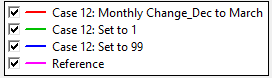 Case 12: Monthly Change_Dec to March
Case 12: Set to 1
Case 12: Set to 99
Reference